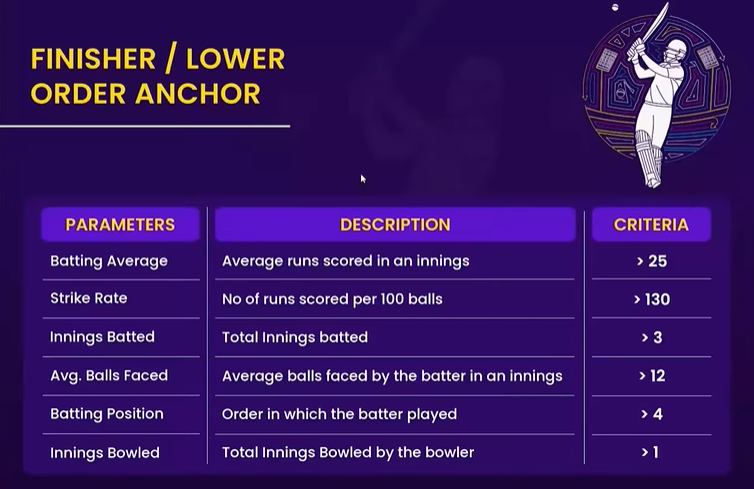 FINISHER / LOWER
ORDER ANCHOR
PARAMETERS DESCRIPTION CRITERIA
Batting Average Average runs scored in an innings > 25
Strike Rate No of runs scored per 100 balls > 130
Innings Batted Total Innings batted > 3
Avg. Balls Faced Average balls faced by the batter in an innings > 12
Batting Position Order in which the batter played > 4
Innings Bowled Total Innings Bowled by the bowler > 1